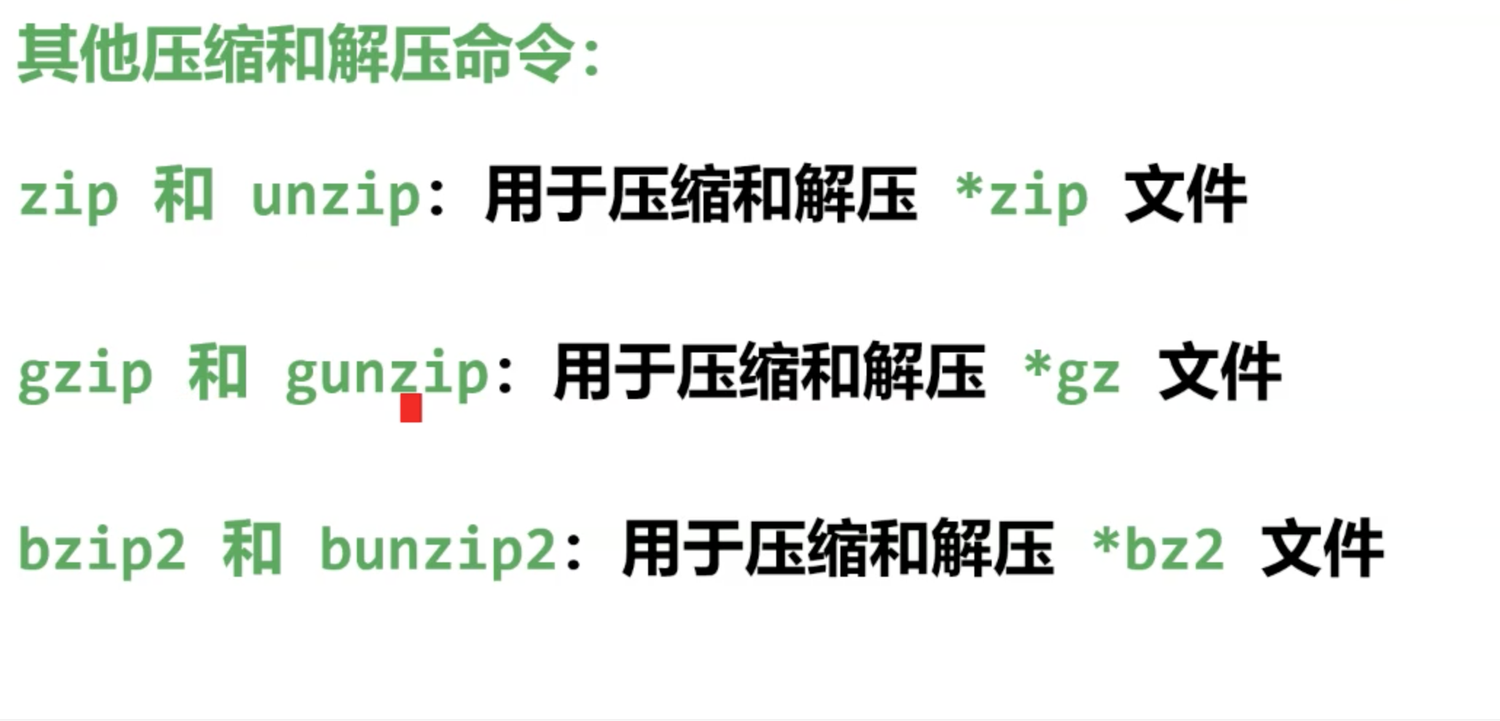 其他压缩和解压命令：
zip 和 unzip：用于压缩和解压 *zip 文件
gzip 和 gunzip：用于压缩和解压 *gz 文件
bzip2 和 bunzip2：用于压缩和解压 *bz2 文件